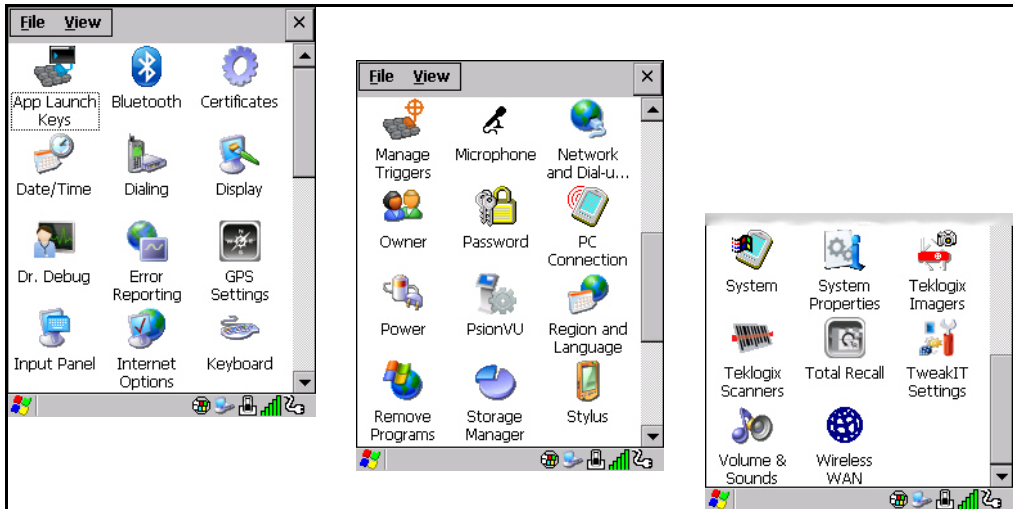 File View
App Launch Bluetooth Certificates
Keys
Date/Time Dialing Display
Dr. Debug Error GPS
Reporting Settings
Input Panel Internet Keyboard
Options
File View
Manage Microphone Network
Triggers and Dial-u...
Owner Password PC
Connection
Power PsionVU Region and
Language
Remove Storage Stylus
Programs Manager
System System Teklogix
Properties Imagers
Teklogix Total Recall TweakIT
Scanners Settings
Volume & Wireless
Sounds WAN